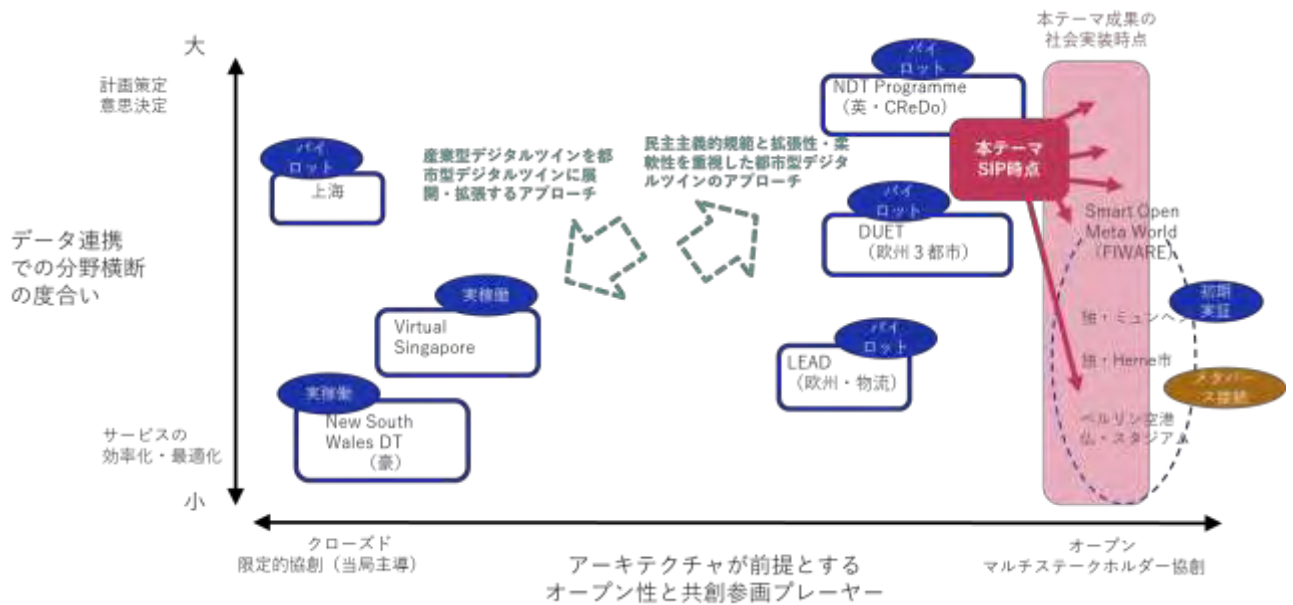 本テーマ成果の
社会実装時点
大
計画策定
意思決定
パイ
ロット
NDT Programme
（英・CReDo）
パイ
ロット
上海
産業型デジタルツインを都
市型デジタルツインに展
開・拡張するアプローチ
民主主義的規範と拡張性・柔
軟性を重視した都市型デジタ
ルツインのアプローチ
本テーマ
SIP時点
パイ
ロット
DUET
（欧州３都市）
Smart Open
Meta World
（FIWARE）
データ連携
での分野横断
の度合い
実稼働
Virtual
Singapore
初期
実証
独・ミュンヘン
パイ
ロット
LEAD
（欧州・物流）
独・Herne市
メタバー
ス接続
実稼働
New South
Wales DT
（豪）
ベルリン空港
仏・スタジアム
サービスの
効率化・最適化
小
クローズド
限定的協創（当局主導）
アーキテクチャが前提とする
オープン性と共創参画プレーヤー
オープン
マルチステークホルダー協創